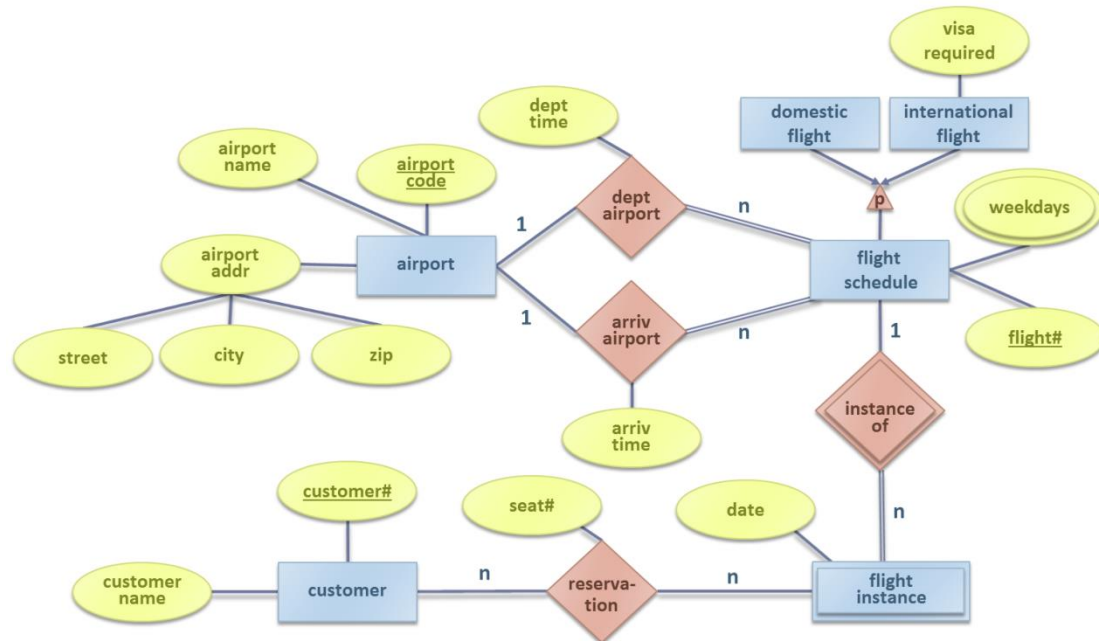 visa
required
dept
time
domestic
flight
international
flight
airport
name
airport
code
p
dept
airport
n
weekdays
1
airport
addr
airport
flight
schedule
1
arriv
airport
n
1
street
city
zip
flight#
instance
of
arriv
time
customer#
seat#
date
n
customer
name
customer
n
reserva-
tion
n
flight
instance